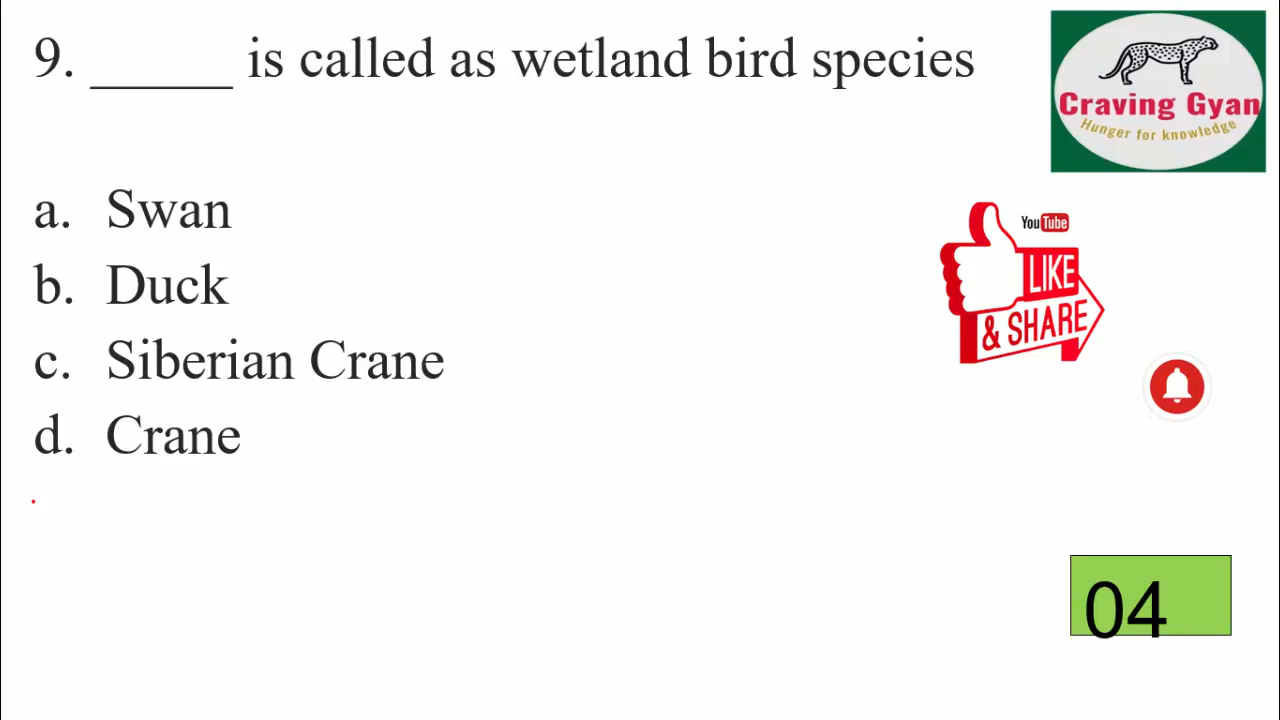 9. _____ is called as wetland bird species
Craving Gyan
Hunger for knowledge
a. Swan
You Tube
LIKE
& SHARE
b. Duck
c. Siberian Crane
d. Crane
04